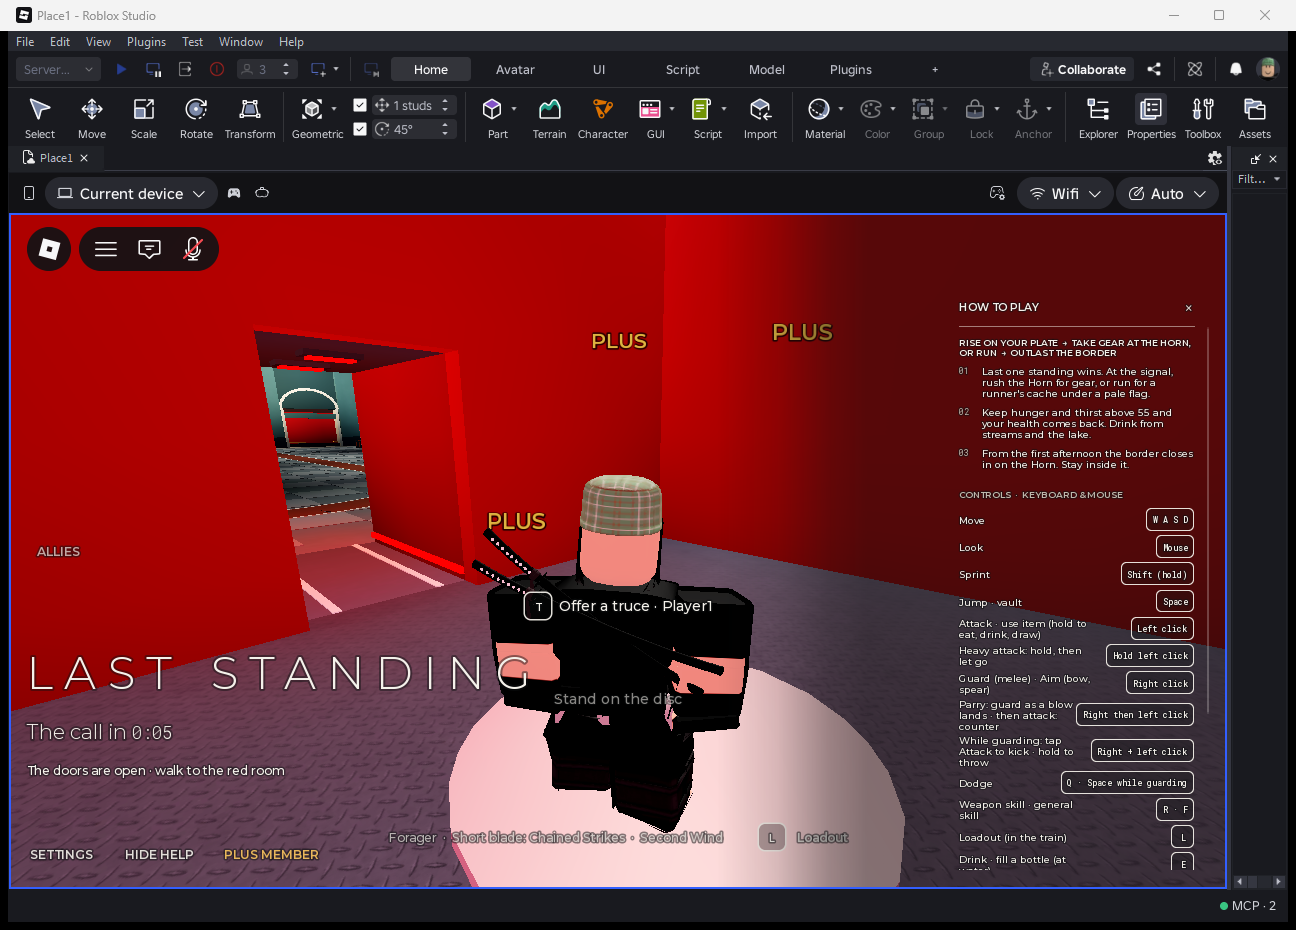 Place1 - Roblox Studio
File Edit View Plugins Test Window Help
Server... 3 Home Avatar UI Script Model Plugins + Collaborate
1 studs
45°
Select Move Scale Rotate Transform Geometric Part Terrain Character GUI Script Import Material Color Group Lock Anchor Explorer Properties Toolbox Assets
Place1
Filt...
Current device Wifi Auto
PLUS
PLUS
PLUS
ALLIES
T Offer a truce · Player1
LAST STANDING
Stand on the disc
The call in 0:05
The doors are open · walk to the red room
Forager · Short blade: Chained Strikes · Second Wind L Loadout
SETTINGS HIDE HELP PLUS MEMBER
HOW TO PLAY ×
RISE ON YOUR PLATE → TAKE GEAR AT THE HORN,
OR RUN → OUTLAST THE BORDER
01 Last one standing wins. At the signal,
rush the Horn for gear, or run for a
runner's cache under a pale flag.
02 Keep hunger and thirst above 55 and
your health comes back. Drink from
streams and the lake.
03 From the first afternoon the border closes
in on the Horn. Stay inside it.
CONTROLS · KEYBOARD & MOUSE
Move W A S D
Look Mouse
Sprint Shift (hold)
Jump · vault Space
Attack · use item (hold to
eat, drink, draw) Left click
Heavy attack: hold, then
let go Hold left click
Guard (melee) · Aim (bow,
spear) Right click
Parry: guard as a blow
lands · then attack:
counter Right then left click
While guarding: tap
Attack to kick · hold to
throw Right + left click
Dodge Q · Space while guarding
Weapon skill · general
skill R · F
Loadout (in the train) L
Drink · fill a bottle (at
water) E
MCP · 2